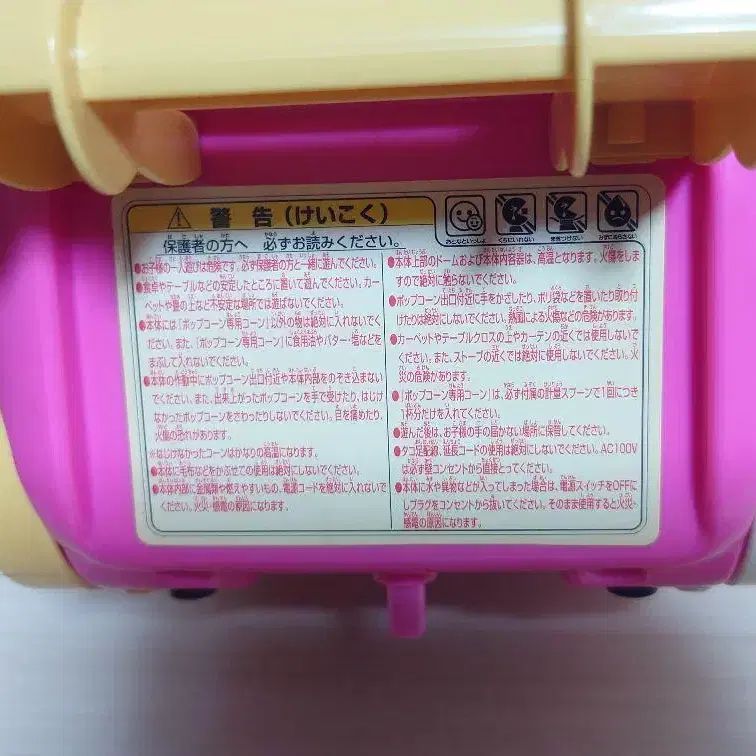 警告（けいこく）
保護者の方へ 必ずお読みください。
●お子様の一人遊びは危険です。必ず保護者の方と一緒に遊んでください。
●食卓やテーブルなどの安定したところに置いて遊んでください。カー
ペットや畳の上など不安定な場所では遊ばないでください。
●本体には「ポップコーン専用コーン」以外の物は絶対に入れないでく
ださい。また、「ポップコーン専用コーン」に食用油やバター・塩などを
まぶして入れないでください。
●本体の作動中にポップコーン出口付近や本体内部をのぞき込まない
でください。また、出来上がったポップコーンを手で受けたり、はじけ
なかったポップコーンをさわったりしないでください。目を痛めたり、
火傷の恐れがあります。
※はじけなかったコーンはかなりの高温になります。
●本体に毛布などをかぶせての使用は絶対にしないでください。
●本体内部に金属類や燃えやすいもの、電源コードを絶対に入れないで
ください。火災・感電の原因になります。
おとなといっしょ
くちにいれない
みずにぬらさない
●本体上部のドームおよび本体内容器は、高温となります。火傷をしま
すので絶対に触らないでください。
●ポップコーン出口付近に手をかざしたり、ポリ袋などを置いたり取り付
けたりは絶対にしないでください。熱風による火傷などの危険があります。
●カーペットやテーブルクロスの上やカーテンの近くでは使用しないで
ください。また、ストーブの近くでは絶対に使用しないでください。火
災の危険があります。
●「ポップコーン専用コーン」は、必ず付属の計量スプーンで1回につき
1杯分だけを入れてください。
●遊んだ後は、お子様の手の届かない場所に保管してください。
●タコ足配線、延長コードの使用は絶対にしないでください。AC100V
は必ず壁コンセントから直接とってください。
●本体に水や異物などが入ってしまった場合は、電源スイッチをOFFに
しプラグをコンセントから抜いてください。そのまま使用すると火災・
感電の原因になります。